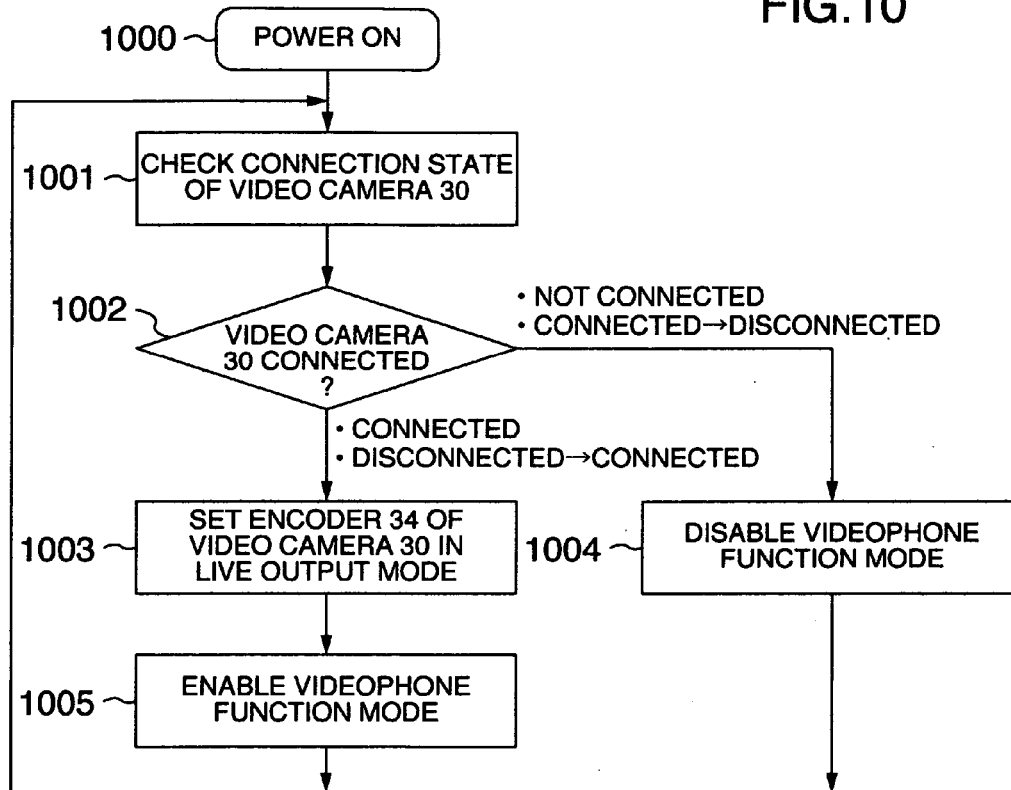 FIG.10
1000
POWER ON
1001
CHECK CONNECTION STATE
OF VIDEO CAMERA 30
1002
VIDEO CAMERA
30 CONNECTED
?
• NOT CONNECTED
• CONNECTED→DISCONNECTED
• CONNECTED
• DISCONNECTED→CONNECTED
1003
SET ENCODER 34 OF
VIDEO CAMERA 30 IN
LIVE OUTPUT MODE
1004
DISABLE VIDEOPHONE
FUNCTION MODE
1005
ENABLE VIDEOPHONE
FUNCTION MODE